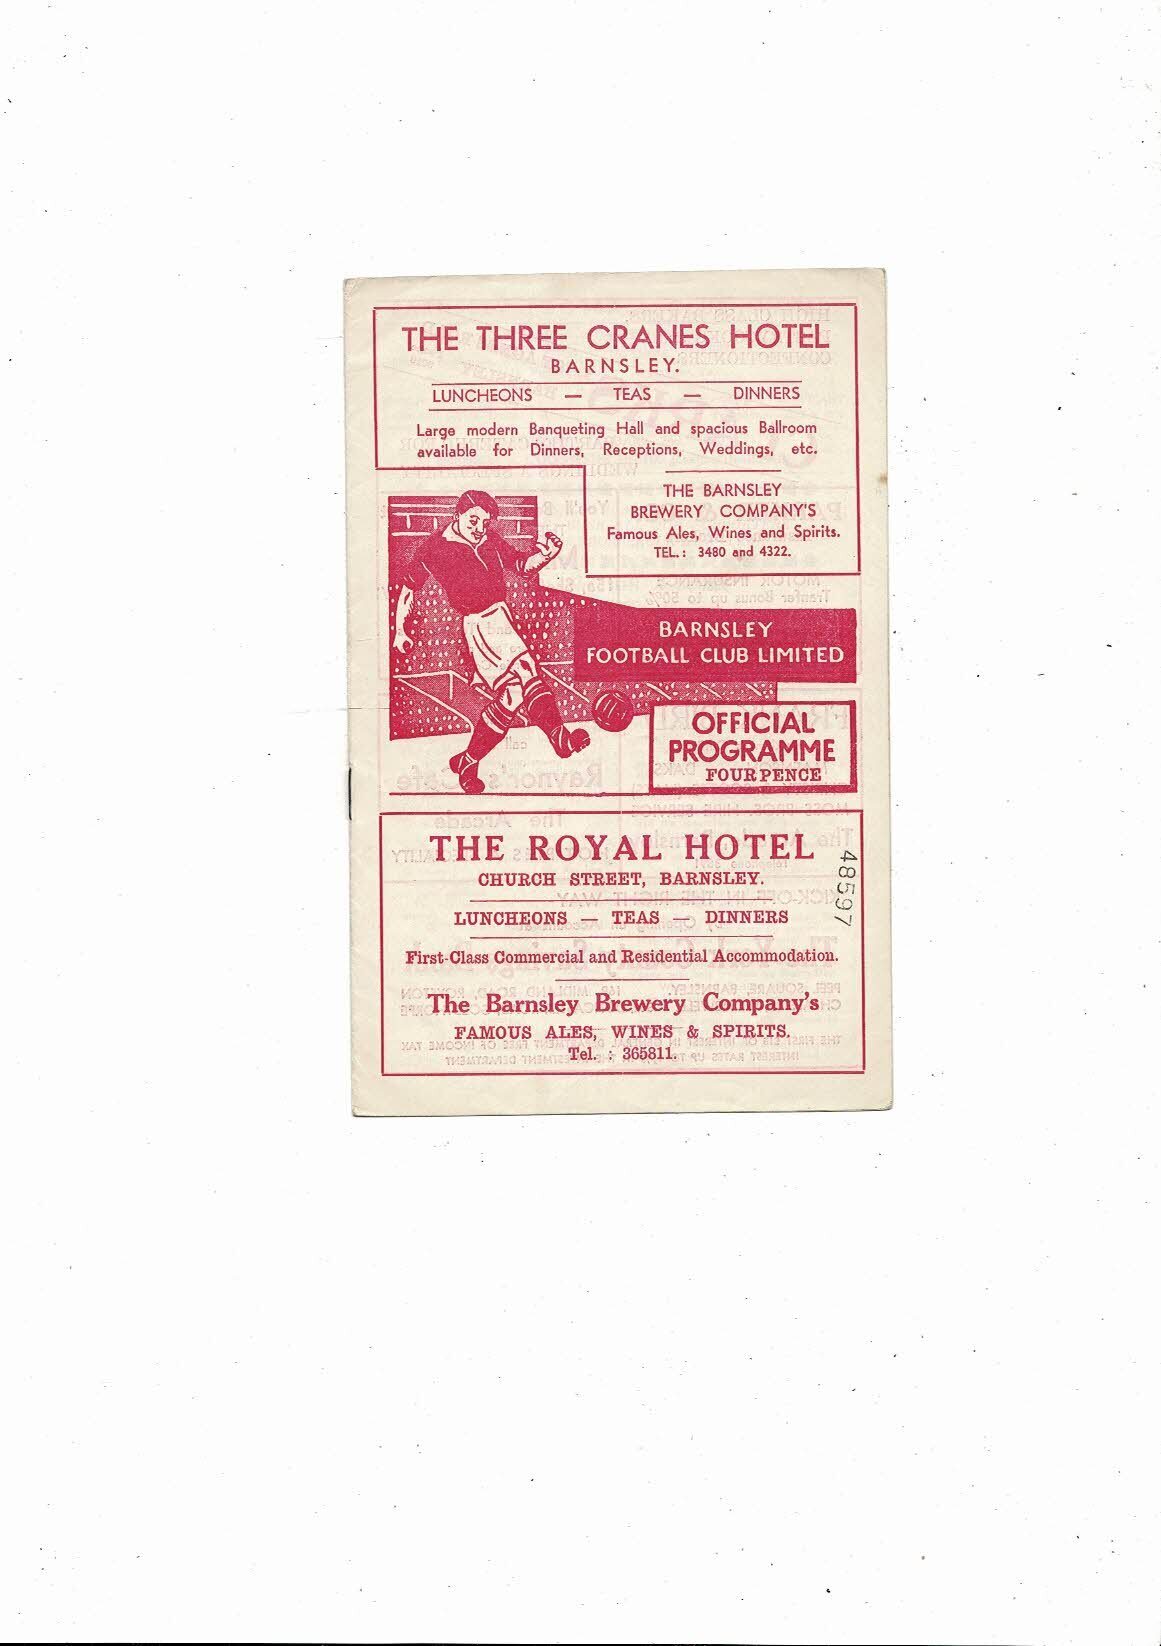 THE THREE CRANES HOTEL
BARNSLEY.
LUNCHEONS — TEAS — DINNERS
Large modern Banqueting Hall and spacious Ballroom
available for Dinners, Receptions, Weddings, etc.
THE BARNSLEY
BREWERY COMPANY'S
Famous Ales, Wines and Spirits.
TEL.: 3480 and 4322.
BARNSLEY
FOOTBALL CLUB LIMITED
OFFICIAL
PROGRAMME
FOURPENCE
THE ROYAL HOTEL
CHURCH STREET, BARNSLEY.
LUNCHEONS — TEAS — DINNERS
First-Class Commercial and Residential Accommodation.
The Barnsley Brewery Company's
FAMOUS ALES, WINES & SPIRITS.
Tel. : 365811.
48597